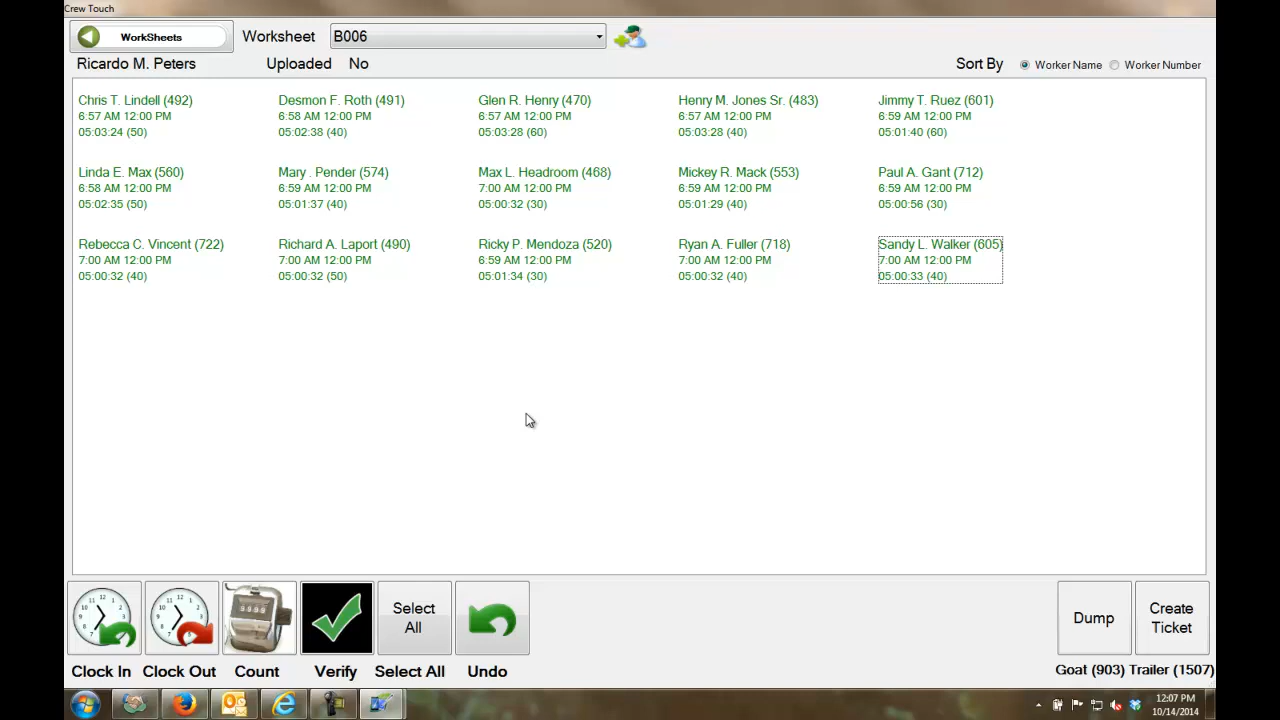 Crew Touch
WorkSheets
Worksheet
B006
Ricardo M. Peters
Uploaded No
Sort By
Worker Name
Worker Number
Chris T. Lindell (492)
6:57 AM 12:00 PM
05:03:24 (50)
Desmon F. Roth (491)
6:58 AM 12:00 PM
05:02:38 (40)
Glen R. Henry (470)
6:57 AM 12:00 PM
05:03:28 (60)
Henry M. Jones Sr. (483)
6:57 AM 12:00 PM
05:03:28 (40)
Jimmy T. Ruez (601)
6:59 AM 12:00 PM
05:01:40 (60)
Linda E. Max (560)
6:58 AM 12:00 PM
05:02:35 (50)
Mary . Pender (574)
6:59 AM 12:00 PM
05:01:37 (40)
Max L. Headroom (468)
7:00 AM 12:00 PM
05:00:32 (30)
Mickey R. Mack (553)
6:59 AM 12:00 PM
05:01:29 (40)
Paul A. Gant (712)
6:59 AM 12:00 PM
05:00:56 (30)
Rebecca C. Vincent (722)
7:00 AM 12:00 PM
05:00:32 (40)
Richard A. Laport (490)
7:00 AM 12:00 PM
05:00:32 (50)
Ricky P. Mendoza (520)
6:59 AM 12:00 PM
05:01:34 (30)
Ryan A. Fuller (718)
7:00 AM 12:00 PM
05:00:32 (40)
Sandy L. Walker (605)
7:00 AM 12:00 PM
05:00:33 (40)
Select
All
Dump
Create
Ticket
Clock In
Clock Out
Count
Verify
Select All
Undo
Goat (903) Trailer (1507)
12:07 PM
10/14/2014